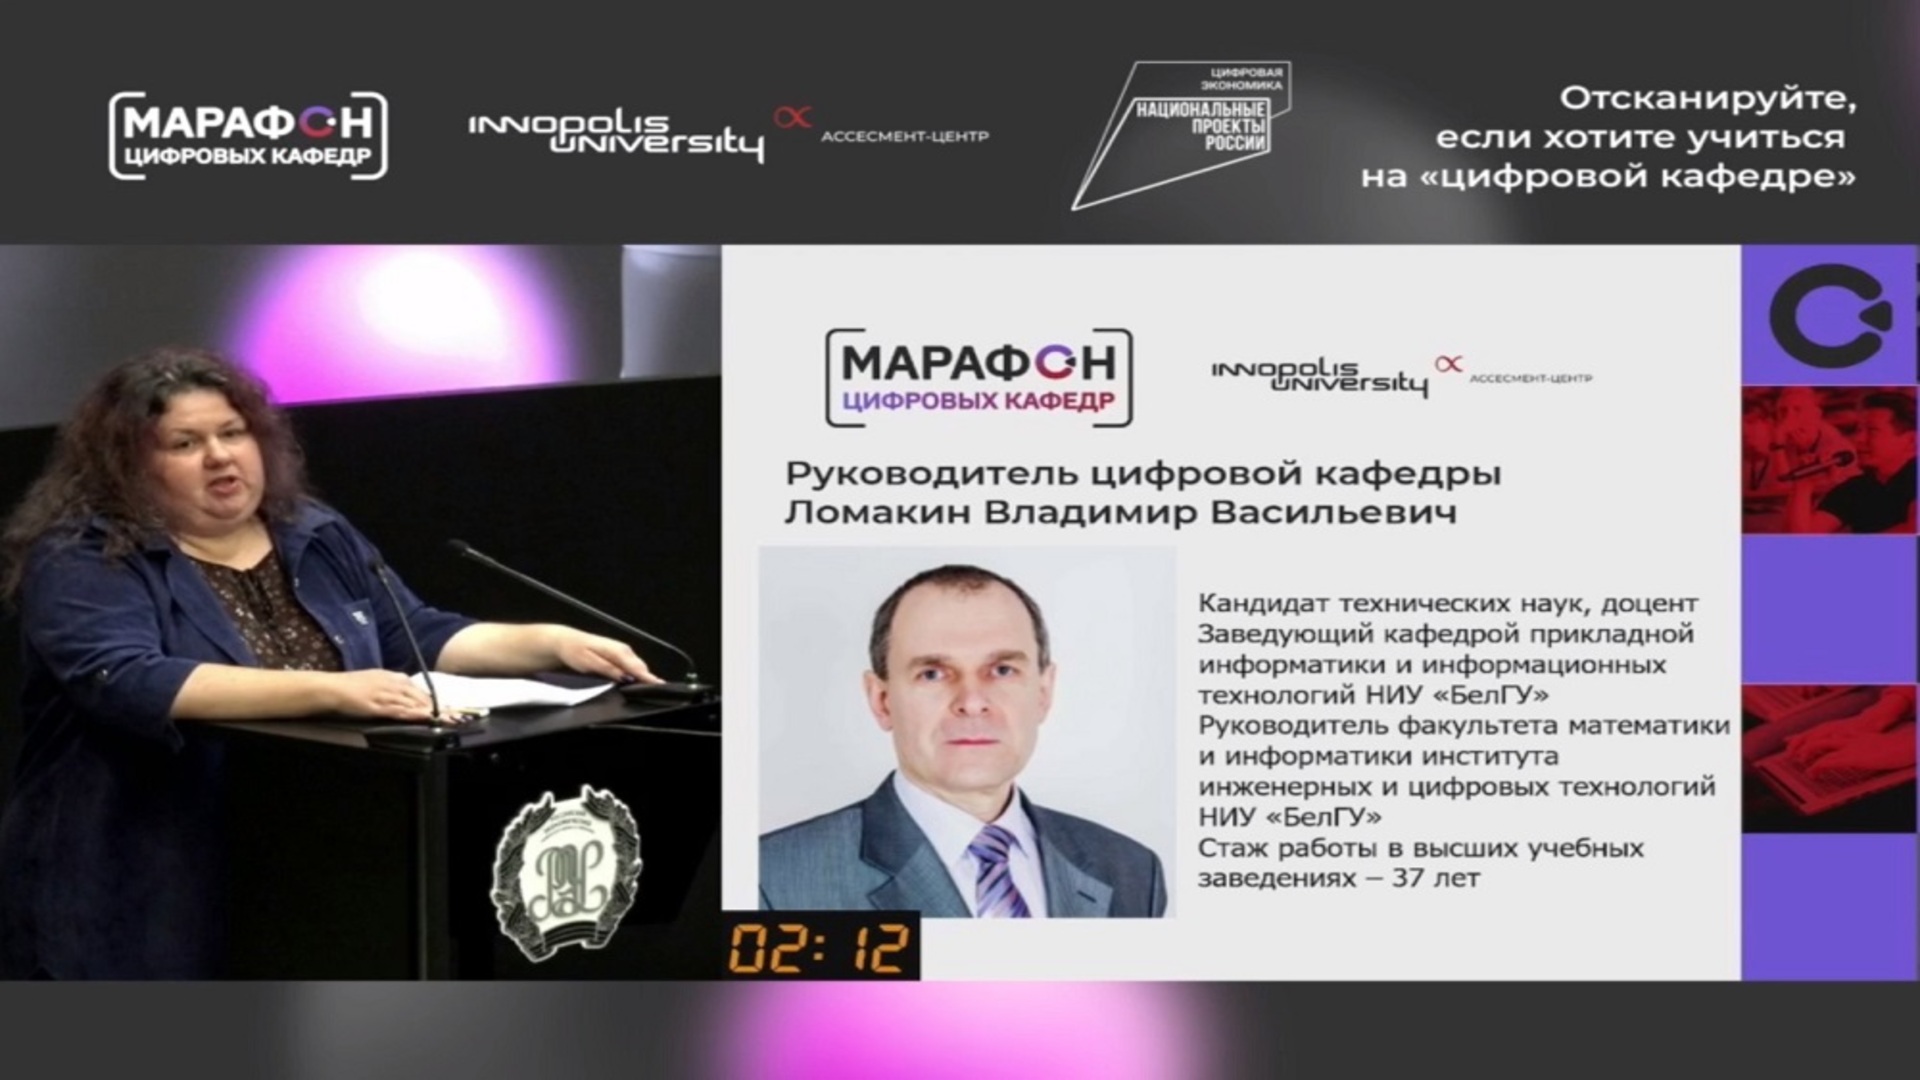 МАРАФОН
ЦИФРОВЫХ КАФЕДР
INNOPOLIS
UNIVERSITY
АССЕСМЕНТ-ЦЕНТР
ЦИФРОВАЯ
ЭКОНОМИКА
НАЦИОНАЛЬНЫЕ
ПРОЕКТЫ
РОССИИ
Отсканируйте,
если хотите учиться
на «цифровой кафедре»
МАРАФОН
ЦИФРОВЫХ КАФЕДР
INNOPOLIS
UNIVERSITY
АССЕСМЕНТ-ЦЕНТР
Руководитель цифровой кафедры
Ломакин Владимир Васильевич
Кандидат технических наук, доцент
Заведующий кафедрой прикладной
информатики и информационных
технологий НИУ «БелГУ»
Руководитель факультета математики
и информатики института
инженерных и цифровых технологий
НИУ «БелГУ»
Стаж работы в высших учебных
заведениях – 37 лет
02:12